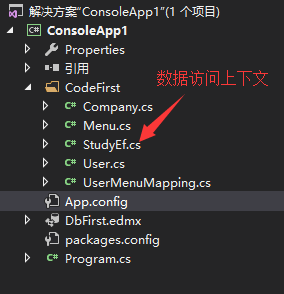 解决方案"ConsoleApp1"(1 个项目)
ConsoleApp1
Properties
引用
CodeFirst
数据访问上下文
Company.cs
Menu.cs
StudyEf.cs
User.cs
UserMenuMapping.cs
App.config
DbFirst.edmx
packages.config
Program.cs